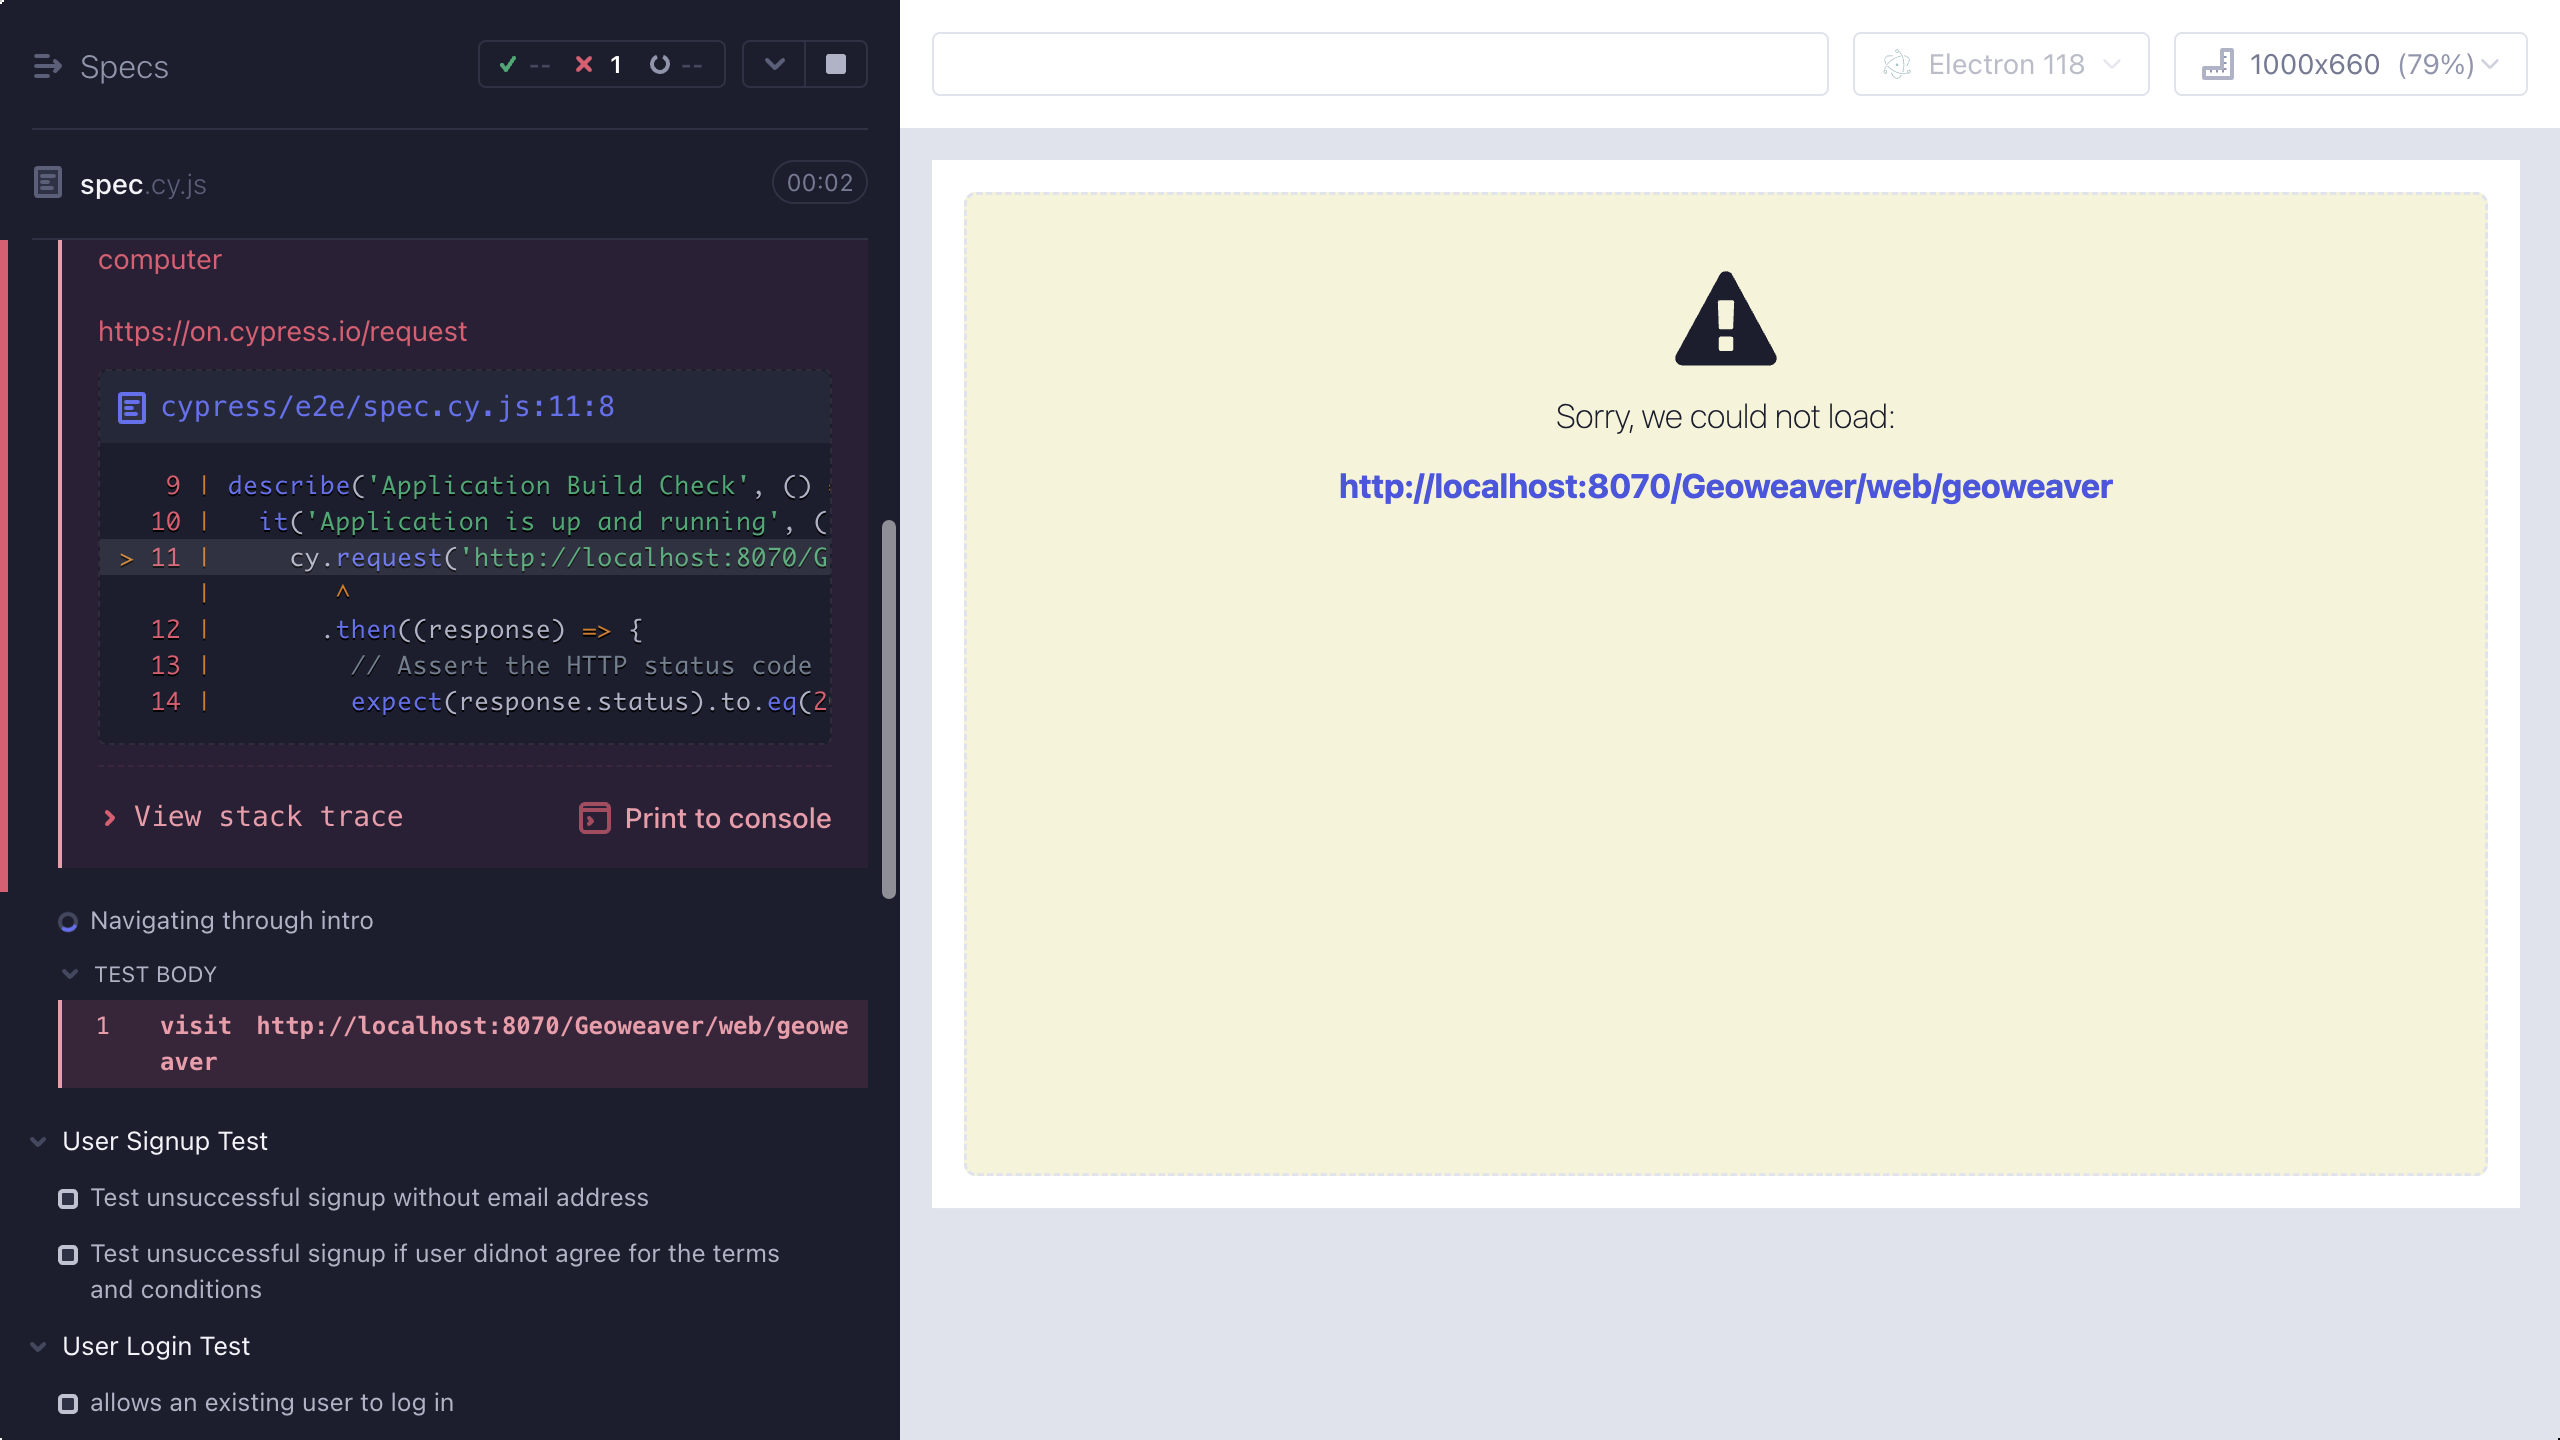 Specs
-- 1 --
spec.cy.js
00:02
computer
https://on.cypress.io/request
cypress/e2e/spec.cy.js:11:8
9 | describe('Application Build Check', ()
10 | it('Application is up and running', (
> 11 | cy.request('http://localhost:8070/G
| ^
12 | .then((response) => {
13 | // Assert the HTTP status code
14 | expect(response.status).to.eq(2
View stack trace
Print to console
Navigating through intro
TEST BODY
1 visit http://localhost:8070/Geoweaver/web/geowe
aver
User Signup Test
Test unsuccessful signup without email address
Test unsuccessful signup if user didnot agree for the terms
and conditions
User Login Test
allows an existing user to log in
Electron 118
1000x660 (79%)
Sorry, we could not load:
http://localhost:8070/Geoweaver/web/geoweaver